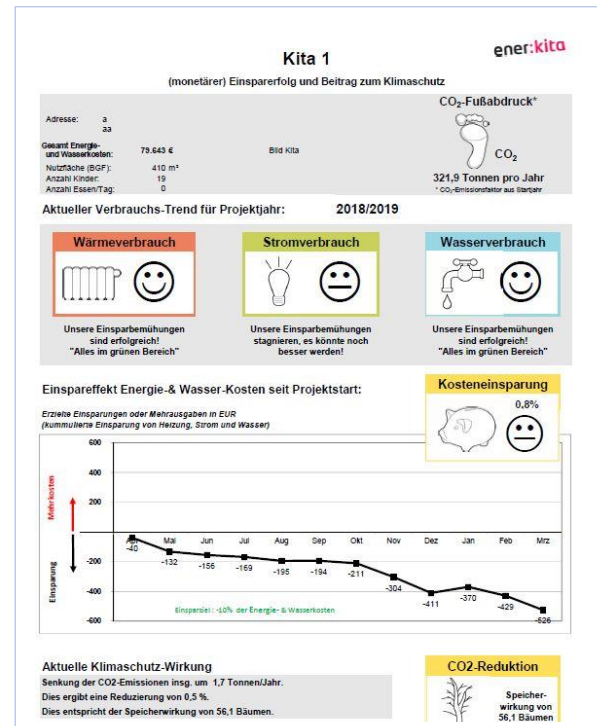 ener:kita
Kita 1
(monetärer) Einsparerfolg und Beitrag zum Klimaschutz
CO₂-Fußabdruck*
Adresse: a
aa
Gesamt Energie-
und Wasserkosten: 79.643 €
Bild Kita
CO₂
Nutzfläche (BGF): 410 m²
Anzahl Kinder: 19
Anzahl Essen/Tag: 0
321,9 Tonnen pro Jahr
* CO₂-Emissionsfaktor aus Startjahr
Aktueller Verbrauchs-Trend für Projektjahr: 2018/2019
Wärmeverbrauch
Unsere Einsparbemühungen
sind erfolgreich!
"Alles im grünen Bereich"
Stromverbrauch
Unsere Einsparbemühungen
stagnieren, es könnte noch
besser werden!
Wasserverbrauch
Unsere Einsparbemühungen
sind erfolgreich!
"Alles im grünen Bereich"
Einspareffekt Energie-& Wasser-Kosten seit Projektstart:
Kosteneinsparung
0,8%
Erzielte Einsparungen oder Mehrausgaben in EUR
(kummulierte Einsparung von Heizung, Strom und Wasser)
600
400
200
-200
-400
-600
Mehrkosten
Einsparung
Apr Mai Jun Jul Aug Sep Okt Nov Dez Jan Feb Mrz
-40 -132 -156 -169 -195 -194 -211 -304 -411 -370 -429 -526
Einsparziel: -10% der Energie- & Wasserkosten
Aktuelle Klimaschutz-Wirkung
Senkung der CO2-Emissionen insg. um 1,7 Tonnen/Jahr.
Dies ergibt eine Reduzierung von 0,5 %.
Dies entspricht der Speicherwirkung von 56,1 Bäumen.
CO2-Reduktion
Speicher-
wirkung von
56,1 Bäumen